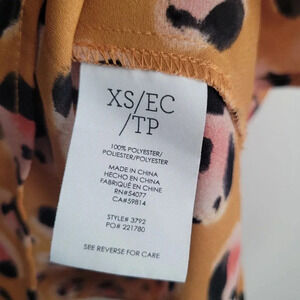 XS/EC
/TP
100% POLYESTER/
POLIÉSTER/POLYESTER
MADE IN CHINA
HECHO EN CHINA
FABRIQUÉ EN CHINE
RN#54077
CA#59814
STYLE# 3792
PO# 221780
SEE REVERSE FOR CARE